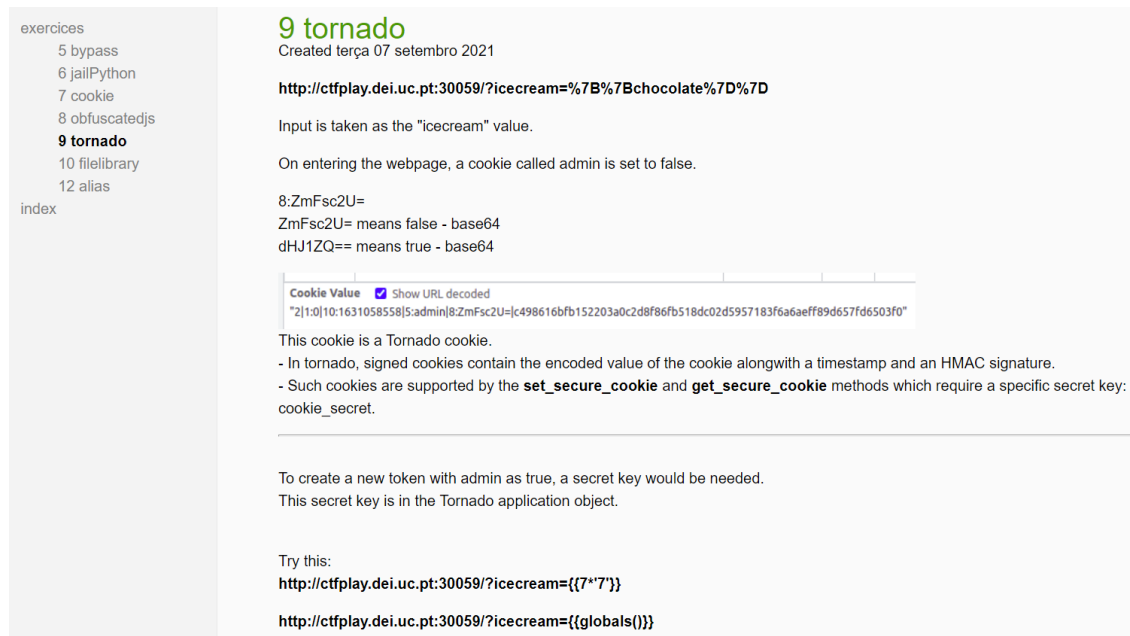 exercices
5 bypass
6 jailPython
7 cookie
8 obfuscatedjs
9 tornado
10 filelibrary
12 alias
index
9 tornado
Created terça 07 setembro 2021
http://ctfplay.dei.uc.pt:30059/?icecream=%7B%7Bchocolate%7D%7D
Input is taken as the "icecream" value.
On entering the webpage, a cookie called admin is set to false.
8:ZmFsc2U=
ZmFsc2U= means false - base64
dHJ1ZQ== means true - base64
Cookie Value Show URL decoded
"2|1:0|10:1631058558|5:admin|8:ZmFsc2U=|c498616bfb152203a0c2d8f86fb518dc02d5957183f6a6aeff89d657fd6503f0"
This cookie is a Tornado cookie.
- In tornado, signed cookies contain the encoded value of the cookie alongwith a timestamp and an HMAC signature.
- Such cookies are supported by the set_secure_cookie and get_secure_cookie methods which require a specific secret key:
cookie_secret.
To create a new token with admin as true, a secret key would be needed.
This secret key is in the Tornado application object.
Try this:
http://ctfplay.dei.uc.pt:30059/?icecream={{7*'7'}}
http://ctfplay.dei.uc.pt:30059/?icecream={{globals()}}